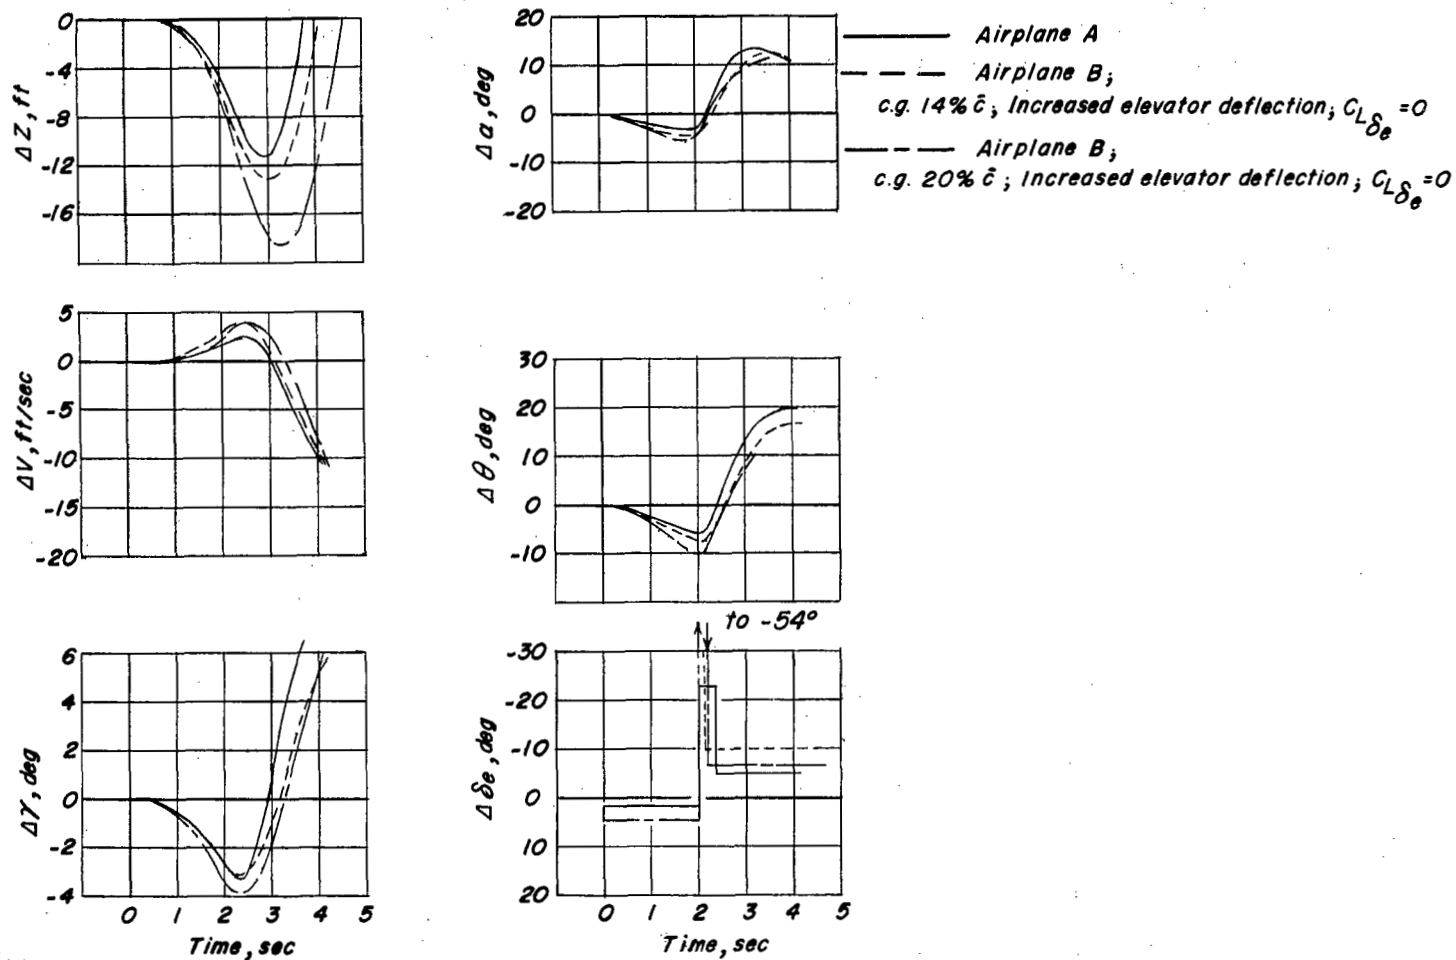 ΔZ, ft
0
-4
-8
-12
-16
Δα, deg
20
10
0
-10
-20
Airplane A
Airplane B;
c.g. 14% c̄; Increased elevator deflection; C_Lδe =0
Airplane B;
c.g. 20% c̄; Increased elevator deflection; C_Lδe =0
ΔV, ft/sec
5
0
-5
-10
-15
-20
Δθ, deg
30
20
10
0
-10
to -54°
Δγ, deg
6
4
2
0
-2
-4
0 1 2 3 4 5
Time, sec
Δδe, deg
-30
-20
-10
0
10
20
0 1 2 3 4 5
Time, sec